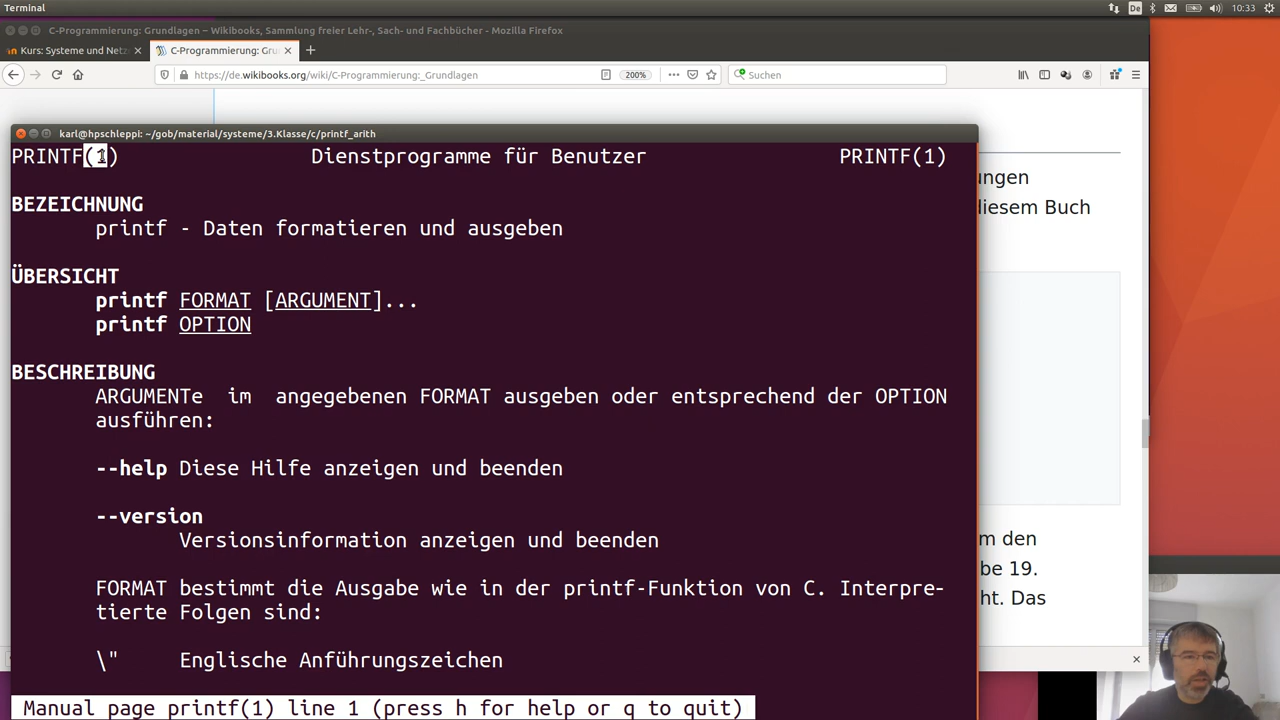 Terminal
De
10:33
C-Programmierung: Grundlagen – Wikibooks, Sammlung freier Lehr-, Sach- und Fachbücher - Mozilla Firefox
Kurs: Systeme und Netz
C-Programmierung: Gru
https://de.wikibooks.org/wiki/C-Programmierung:_Grundlagen
200%
Suchen
karl@hpschleppi: ~/gob/material/systeme/3.Klasse/c/printf_arith
PRINTF(1) Dienstprogramme für Benutzer PRINTF(1)
BEZEICHNUNG
printf - Daten formatieren und ausgeben
ÜBERSICHT
printf FORMAT [ARGUMENT]...
printf OPTION
BESCHREIBUNG
ARGUMENTe im angegebenen FORMAT ausgeben oder entsprechend der OPTION
ausführen:
--help Diese Hilfe anzeigen und beenden
--version
Versionsinformation anzeigen und beenden
FORMAT bestimmt die Ausgabe wie in der printf-Funktion von C. Interpre-
tierte Folgen sind:
\" Englische Anführungszeichen
Manual page printf(1) line 1 (press h for help or q to quit)
ungen
diesem Buch
m den
be 19.
ht. Das